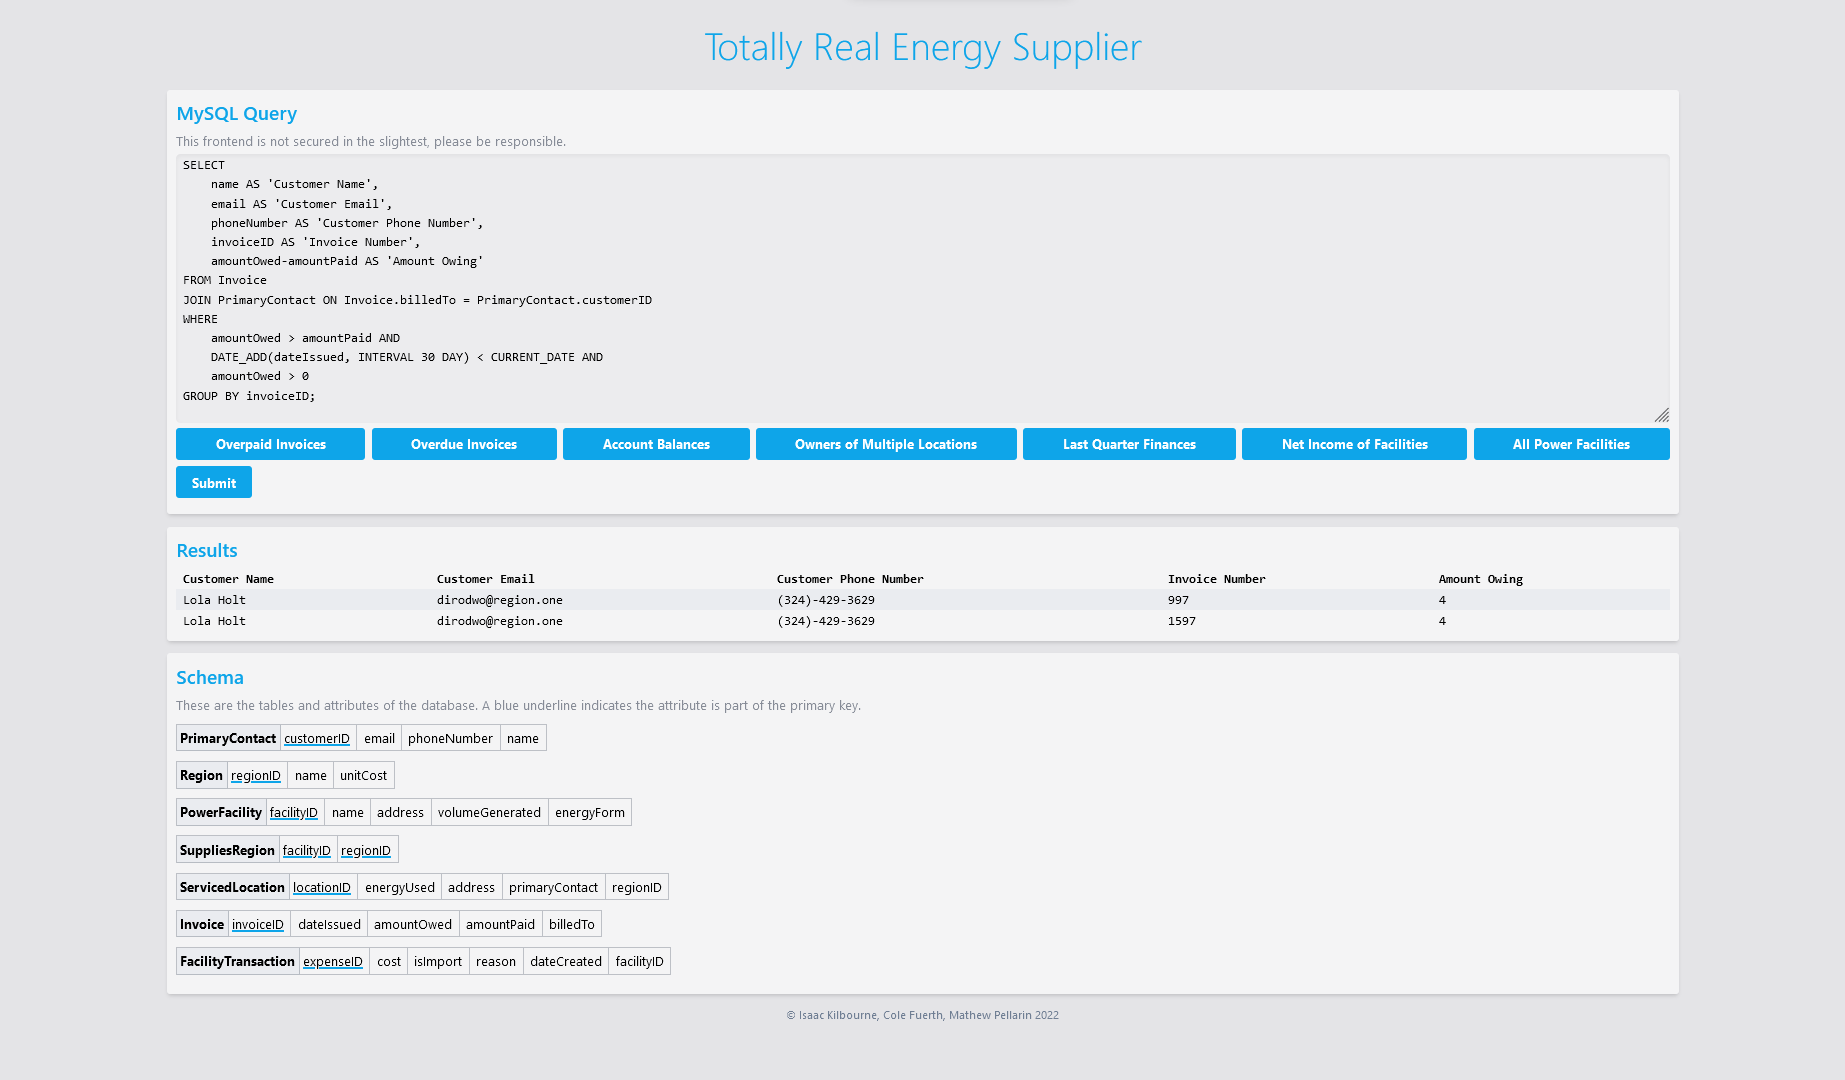 Totally Real Energy Supplier
MySQL Query
This frontend is not secured in the slightest, please be responsible.
SELECT
    name AS 'Customer Name',
    email AS 'Customer Email',
    phoneNumber AS 'Customer Phone Number',
    invoiceID AS 'Invoice Number',
    amountOwed-amountPaid AS 'Amount Owing'
FROM Invoice
JOIN PrimaryContact ON Invoice.billedTo = PrimaryContact.customerID
WHERE
    amountOwed > amountPaid AND
    DATE_ADD(dateIssued, INTERVAL 30 DAY) < CURRENT_DATE AND
    amountOwed > 0
GROUP BY invoiceID;
Overpaid Invoices Overdue Invoices Account Balances Owners of Multiple Locations Last Quarter Finances Net Income of Facilities All Power Facilities
Submit
Results
Customer Name Customer Email Customer Phone Number Invoice Number Amount Owing
Lola Holt dirodwo@region.one (324)-429-3629 997 4
Lola Holt dirodwo@region.one (324)-429-3629 1597 4
Schema
These are the tables and attributes of the database. A blue underline indicates the attribute is part of the primary key.
PrimaryContact customerID email phoneNumber name
Region regionID name unitCost
PowerFacility facilityID name address volumeGenerated energyForm
SuppliesRegion facilityID regionID
ServicedLocation locationID energyUsed address primaryContact regionID
Invoice invoiceID dateIssued amountOwed amountPaid billedTo
FacilityTransaction expenseID cost isImport reason dateCreated facilityID
© Isaac Kilbourne, Cole Fuerth, Mathew Pellarin 2022